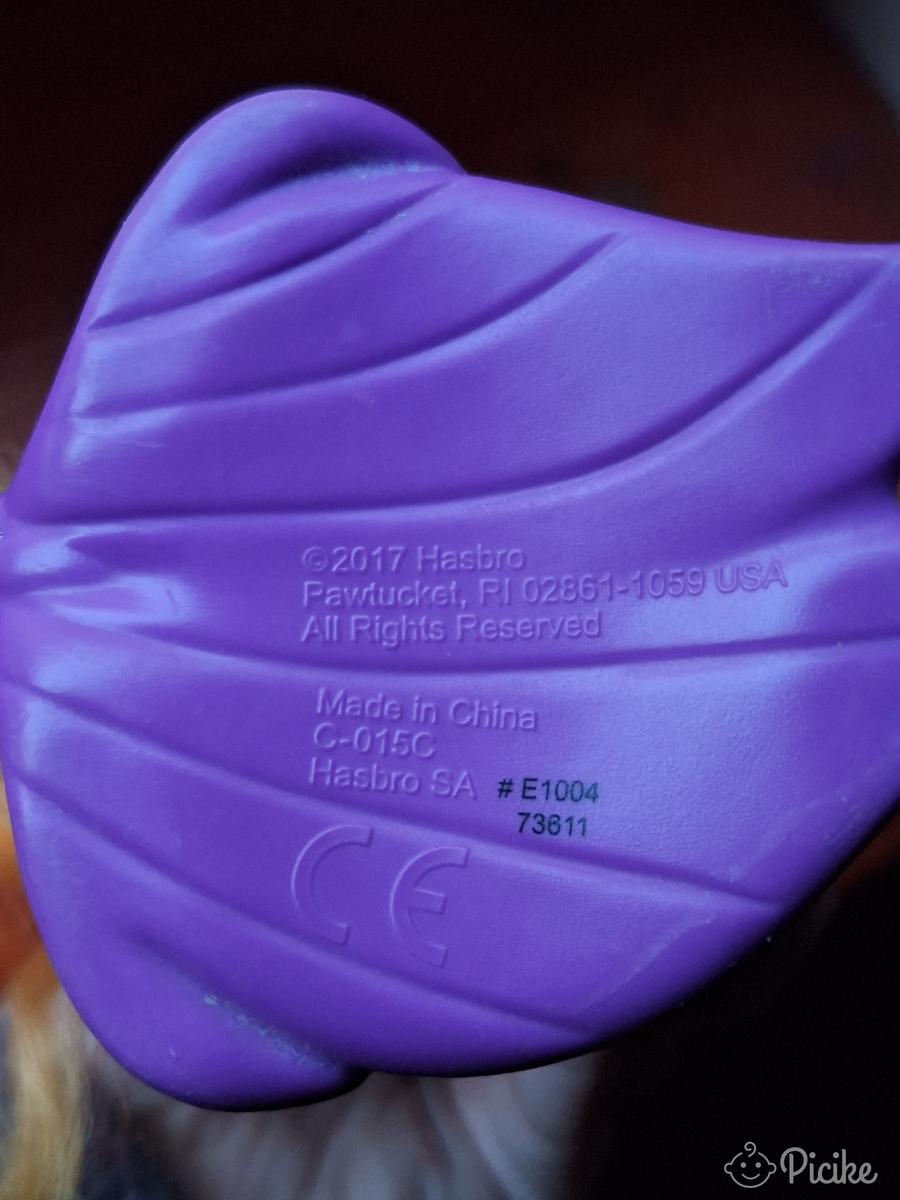 ©2017 Hasbro
Pawtucket, RI 02861-1059 USA
All Rights Reserved
Made in China
C-015C
Hasbro SA
# E1004
73611
CE
Picike